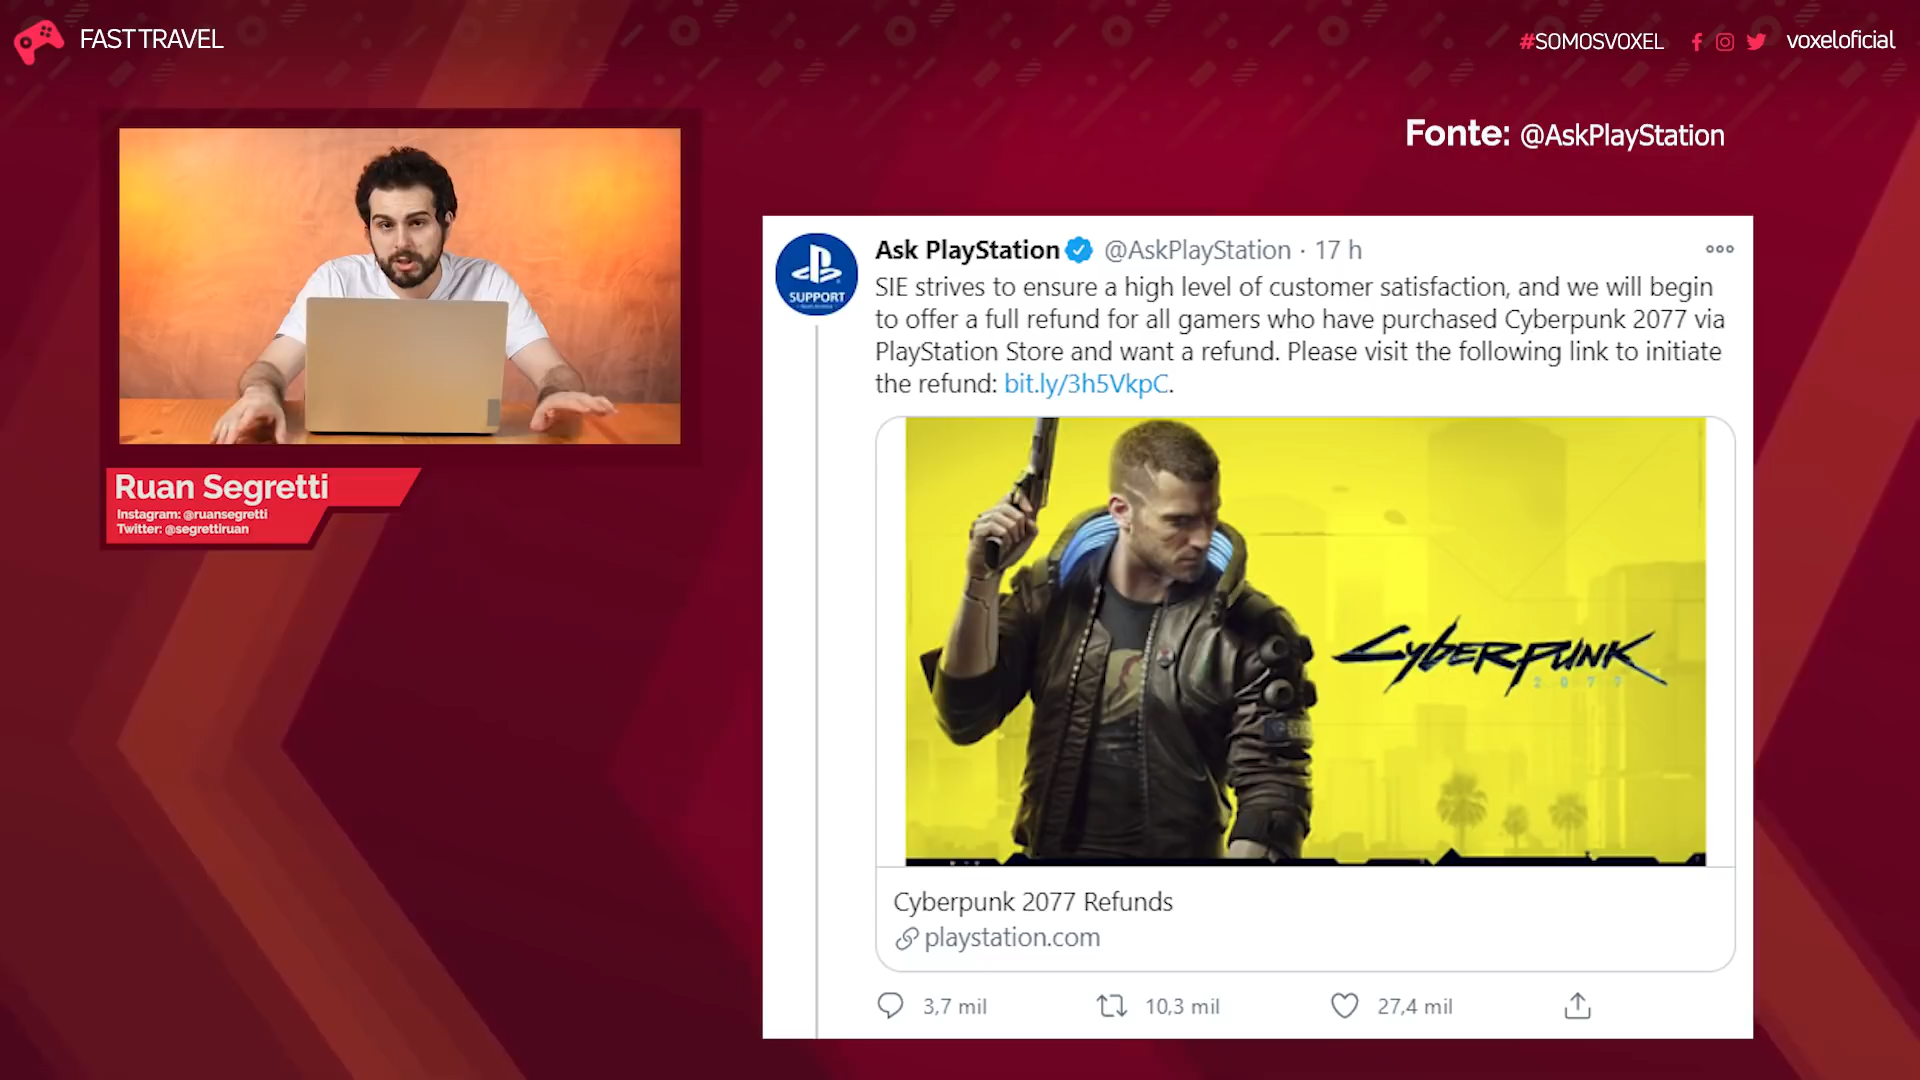 FAST TRAVEL
#SOMOSVOXEL
voxeloficial
Fonte: @AskPlayStation
Ruan Segretti
Instagram: @ruansegretti
Twitter: @segrettiruan
SUPPORT
Ask PlayStation @AskPlayStation · 17 h
SIE strives to ensure a high level of customer satisfaction, and we will begin
to offer a full refund for all gamers who have purchased Cyberpunk 2077 via
PlayStation Store and want a refund. Please visit the following link to initiate
the refund: bit.ly/3h5VkpC.
CYBERPUNK
2077
Cyberpunk 2077 Refunds
playstation.com
3,7 mil
10,3 mil
27,4 mil